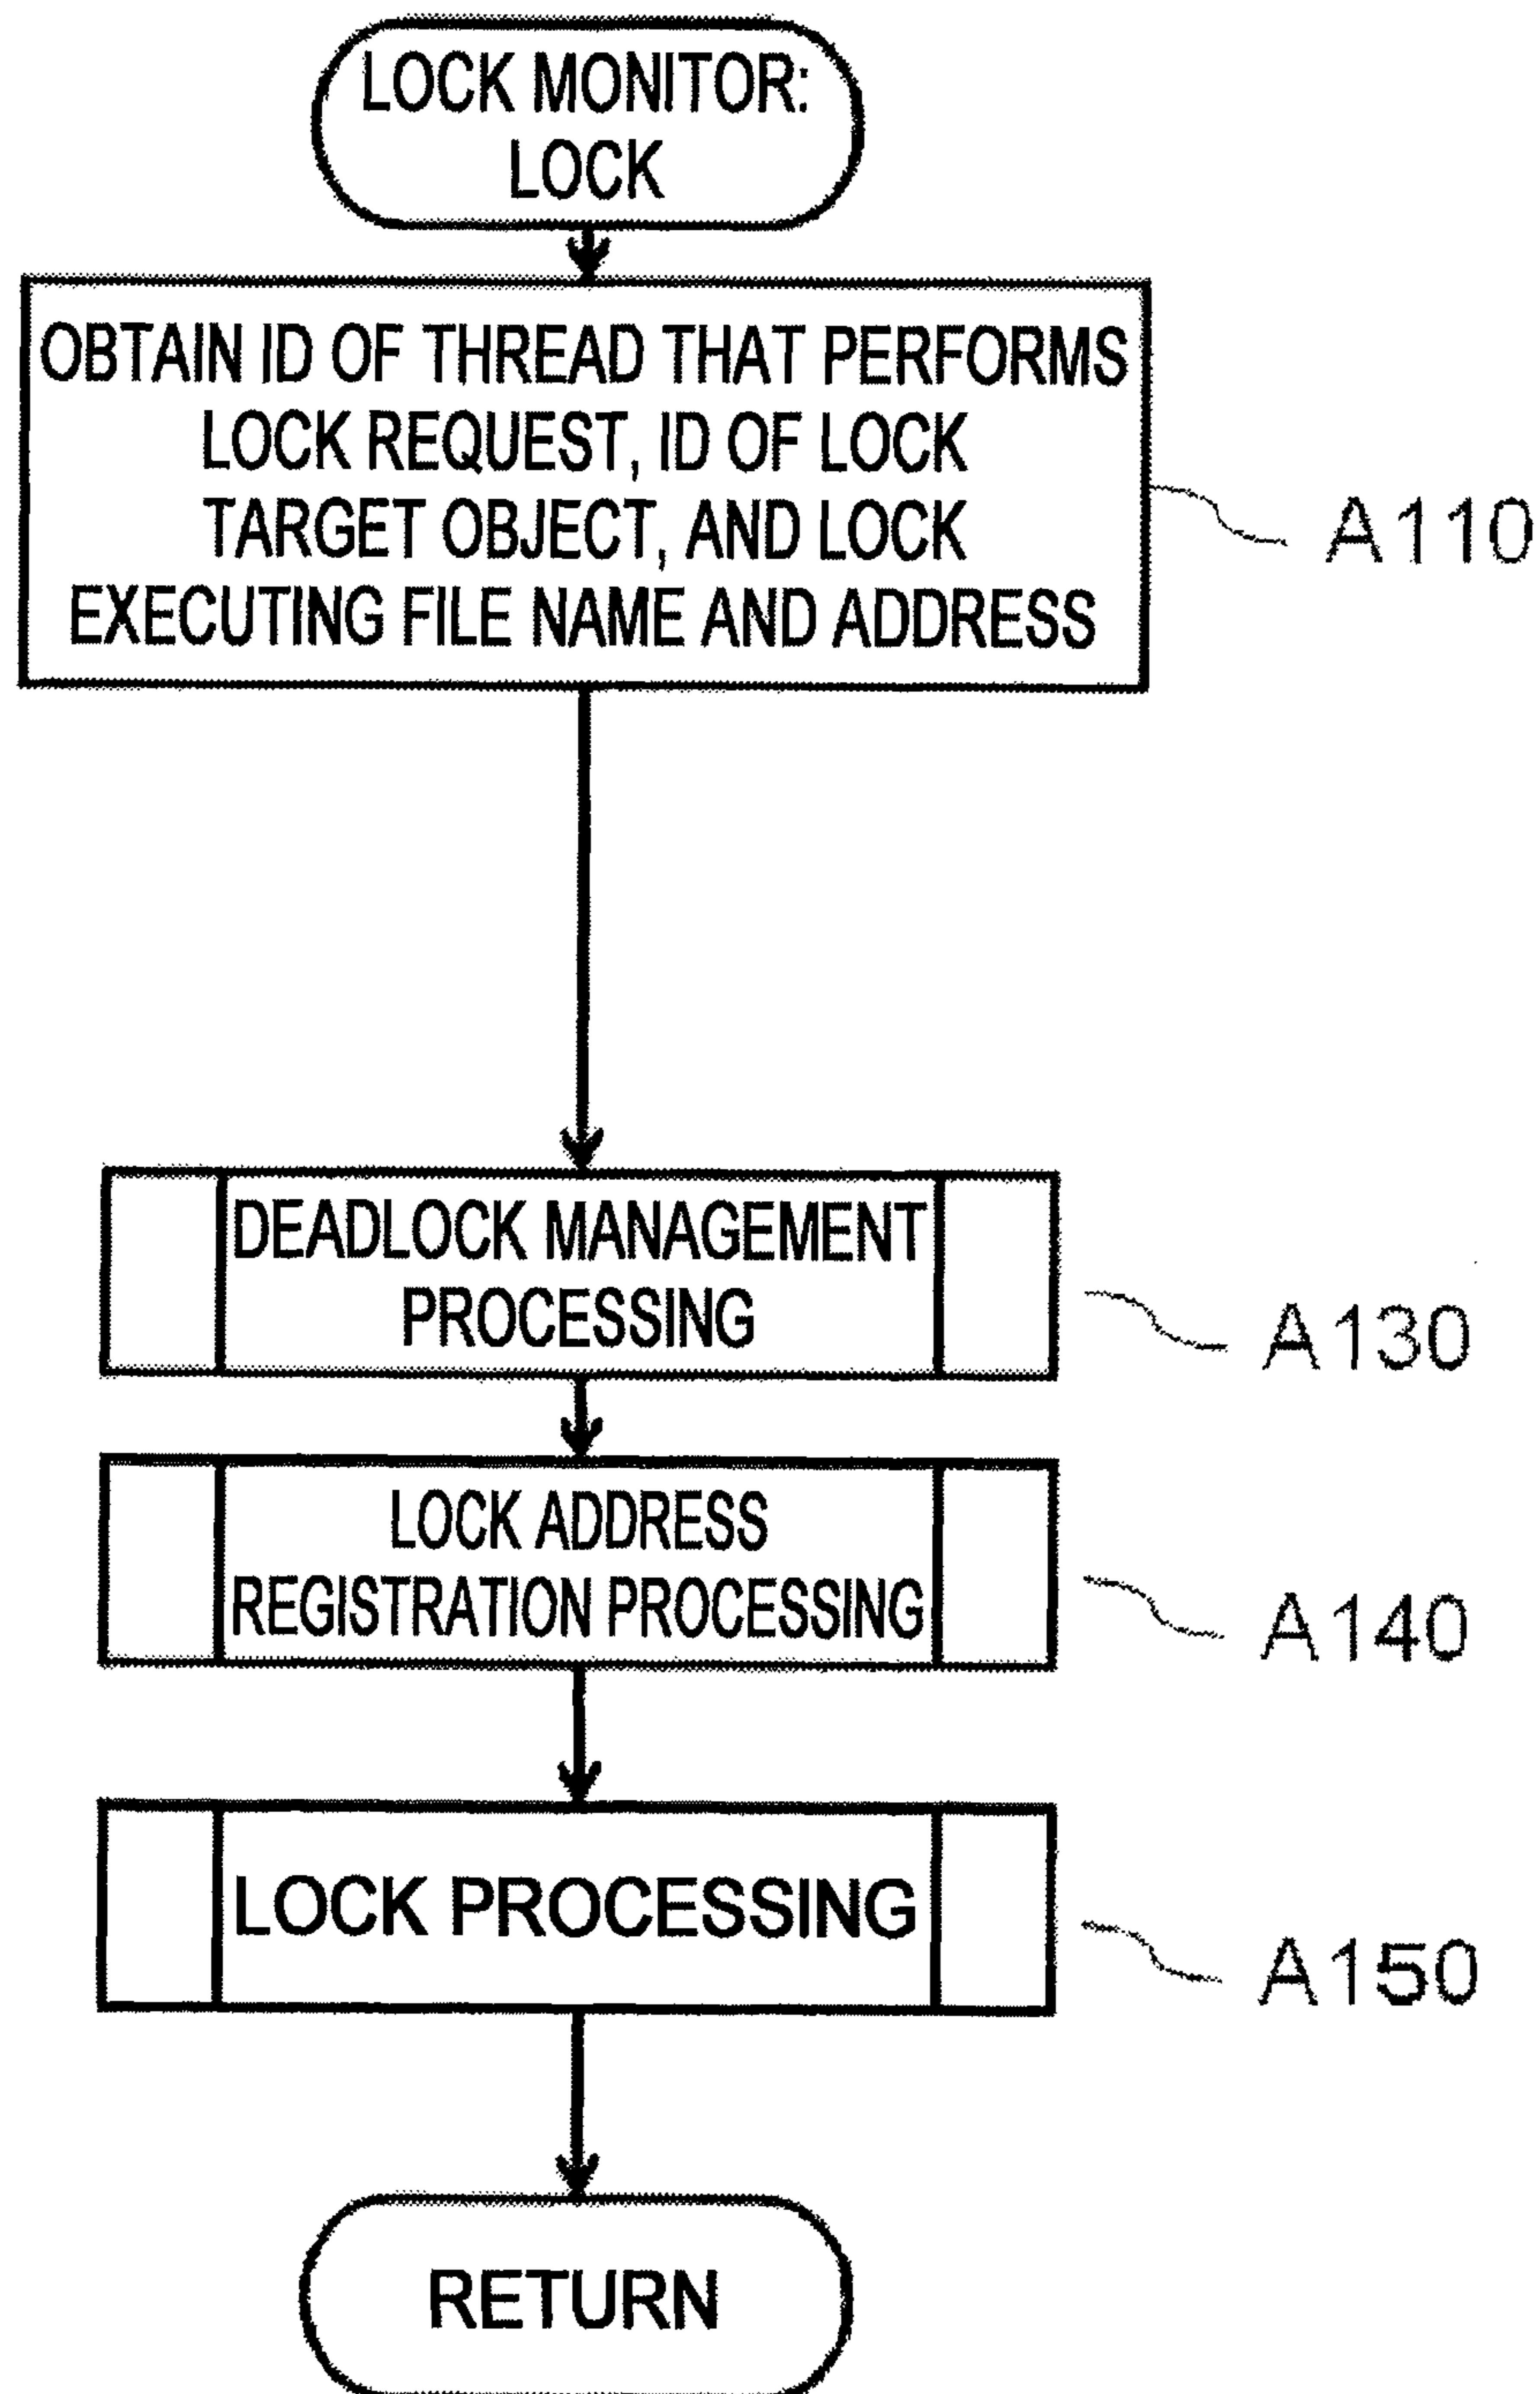 LOCK MONITOR:
LOCK
OBTAIN ID OF THREAD THAT PERFORMS
LOCK REQUEST, ID OF LOCK
TARGET OBJECT, AND LOCK
EXECUTING FILE NAME AND ADDRESS
A110
DEADLOCK MANAGEMENT
PROCESSING
A130
LOCK ADDRESS
REGISTRATION PROCESSING
A140
LOCK PROCESSING
A150
RETURN